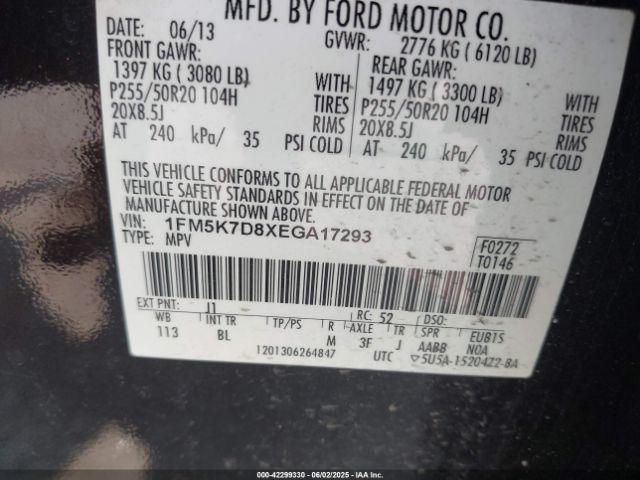 MFD. BY FORD MOTOR CO.
DATE: 06/13 GVWR: 2776 KG ( 6120 LB)
FRONT GAWR: REAR GAWR:
1397 KG ( 3080 LB) WITH 1497 KG ( 3300 LB) WITH
P255/50R20 104H TIRES P255/50R20 104H TIRES
20X8.5J RIMS 20X8.5J RIMS
AT 240 kPa/ 35 PSI COLD AT 240 kPa/ 35 PSI COLD
THIS VEHICLE CONFORMS TO ALL APPLICABLE FEDERAL MOTOR
VEHICLE SAFETY STANDARDS IN EFFECT ON THE DATE OF
MANUFACTURE SHOWN ABOVE.
VIN: 1FM5K7D8XEGA17293
TYPE: MPV
F0272
T0146
EXT PNT: J1 RC: 52 DSO:
WB INT TR TP/PS R AXLE TR SPR EUBTS
113 BL M 3F J AABB NOA
1201306264847 UTC ▽5U5A-15204Z2-BA
000-42299330 - 06/02/2025 - IAAI.COM